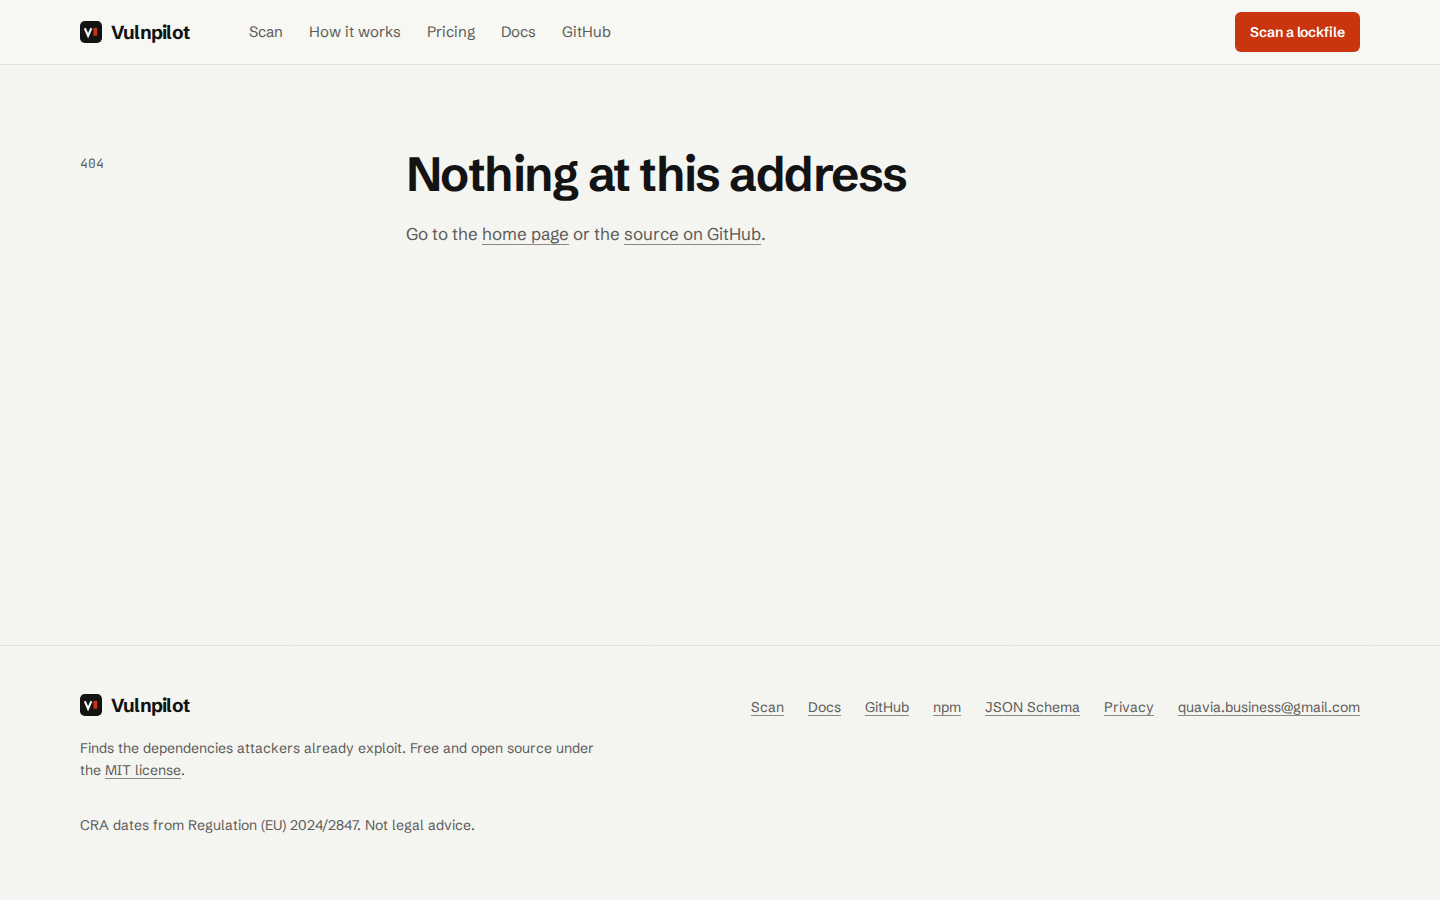 Vulnpilot
Scan
How it works
Pricing
Docs
GitHub
Scan a lockfile
404
Nothing at this address
Go to the home page or the source on GitHub.
Vulnpilot
Scan
Docs
GitHub
npm
JSON Schema
Privacy
quavia.business@gmail.com
Finds the dependencies attackers already exploit. Free and open source under
the MIT license.
CRA dates from Regulation (EU) 2024/2847. Not legal advice.